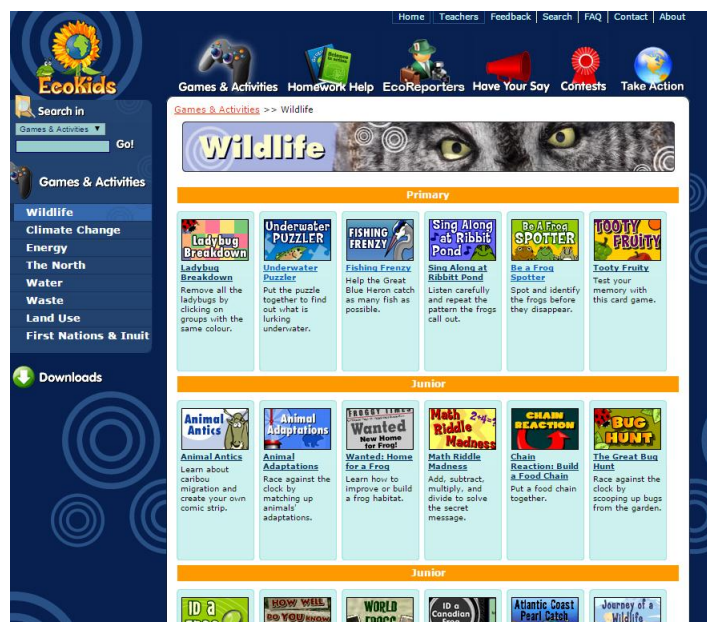 Home Teachers Feedback Search FAQ Contact About
EcoKids
Games & Activities Homework Help EcoReporters Have Your Say Contests Take Action
Search in
Games & Activities
Go!
Games & Activities
Wildlife
Climate Change
Energy
The North
Water
Waste
Land Use
First Nations & Inuit
Downloads
Games & Activities >> Wildlife
Wildlife
Primary
Ladybug
Breakdown
Ladybug
Breakdown
Remove all the
ladybugs by
clicking on
groups with the
same colour.
Underwater
PUZZLER
Underwater
Puzzler
Put the puzzle
together to find
out what is
lurking
underwater.
FISHING
FRENZY
Fishing Frenzy
Help the Great
Blue Heron catch
as many fish as
possible.
Sing Along
at Ribbit
Pond
Sing Along at
Ribbitt Pond
Listen carefully
and repeat the
pattern the frogs
call out.
Be A Frog
SPOTTER
Be a Frog
Spotter
Spot and identify
the frogs before
they disappear.
TOOTY
FRUITY
Tooty Fruity
Test your
memory with
this card game.
Junior
Animal
Antics
Animal Antics
Learn about
caribou
migration and
create your own
comic strip.
Animal
Adaptations
Animal
Adaptations
Race against the
clock by
matching up
animals'
adaptations.
FROGGY TIMES
Wanted
New Home
for Frog!
Wanted: Home
for a Frog
Learn how to
improve or build
a frog habitat.
Math 2+4=?
Riddle
Madness
Math Riddle
Madness
Add, subtract,
multiply, and
divide to solve
the secret
message.
CHAIN
REACTION
Chain
Reaction: Build
a Food Chain
Put a food chain
together.
BUG
HUNT
The Great Bug
Hunt
Race against the
clock by
scooping up bugs
from the garden.
Junior
ID a
HOW WELL
DO YOU KNOW
WORLD
FROGS
ID a
Canadian
Frog
Atlantic Coast
Pearl Catch
Journey of a
Wildlife